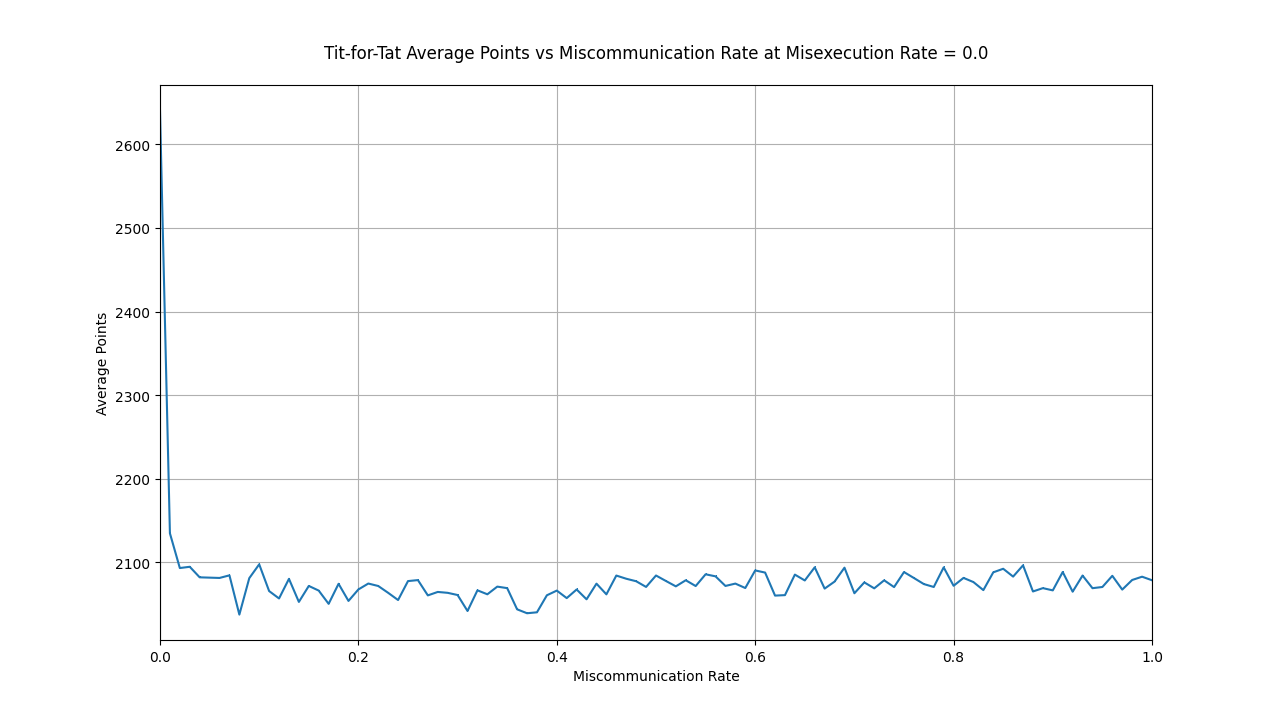 Tit-for-Tat Average Points vs Miscommunication Rate at Misexecution Rate = 0.0
2600
2500
2400
2300
2200
2100
Average Points
0.0 0.2 0.4 0.6 0.8 1.0
Miscommunication Rate